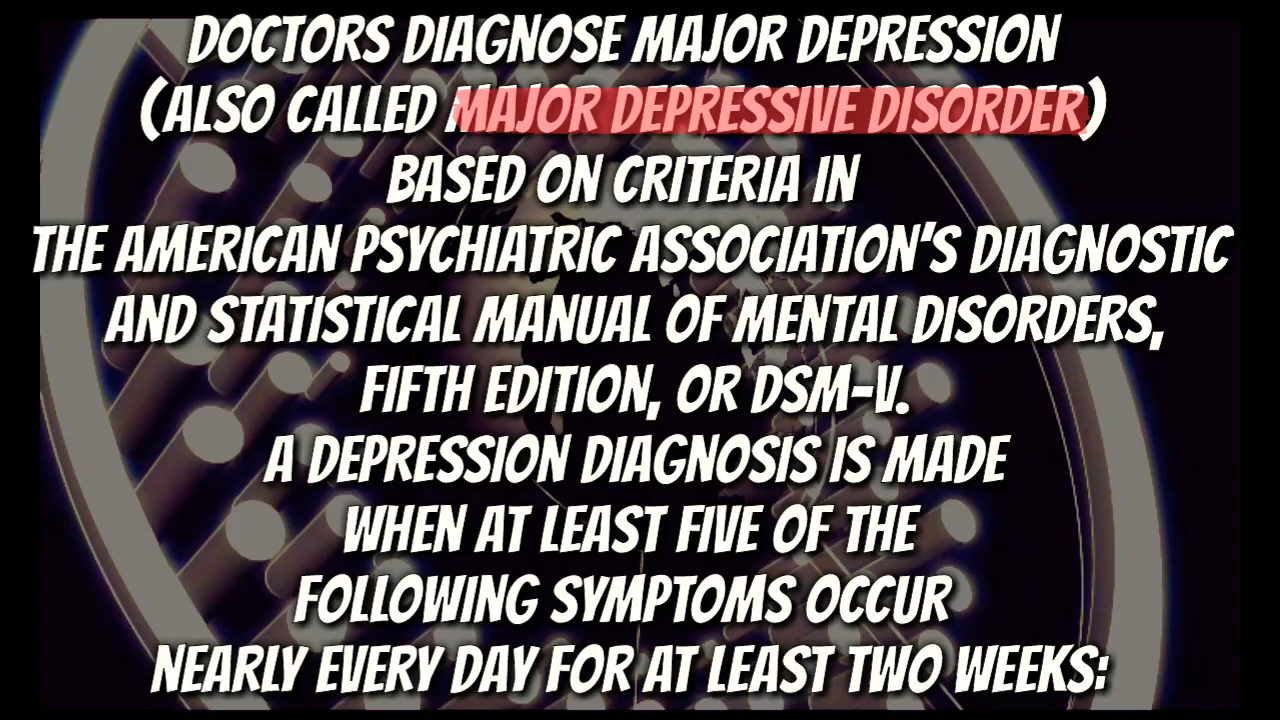 DOCTORS DIAGNOSE MAJOR DEPRESSION
(ALSO CALLED MAJOR DEPRESSIVE DISORDER)
BASED ON CRITERIA IN
THE AMERICAN PSYCHIATRIC ASSOCIATION'S DIAGNOSTIC
AND STATISTICAL MANUAL OF MENTAL DISORDERS,
FIFTH EDITION, OR DSM-V.
A DEPRESSION DIAGNOSIS IS MADE
WHEN AT LEAST FIVE OF THE
FOLLOWING SYMPTOMS OCCUR
NEARLY EVERY DAY FOR AT LEAST TWO WEEKS: